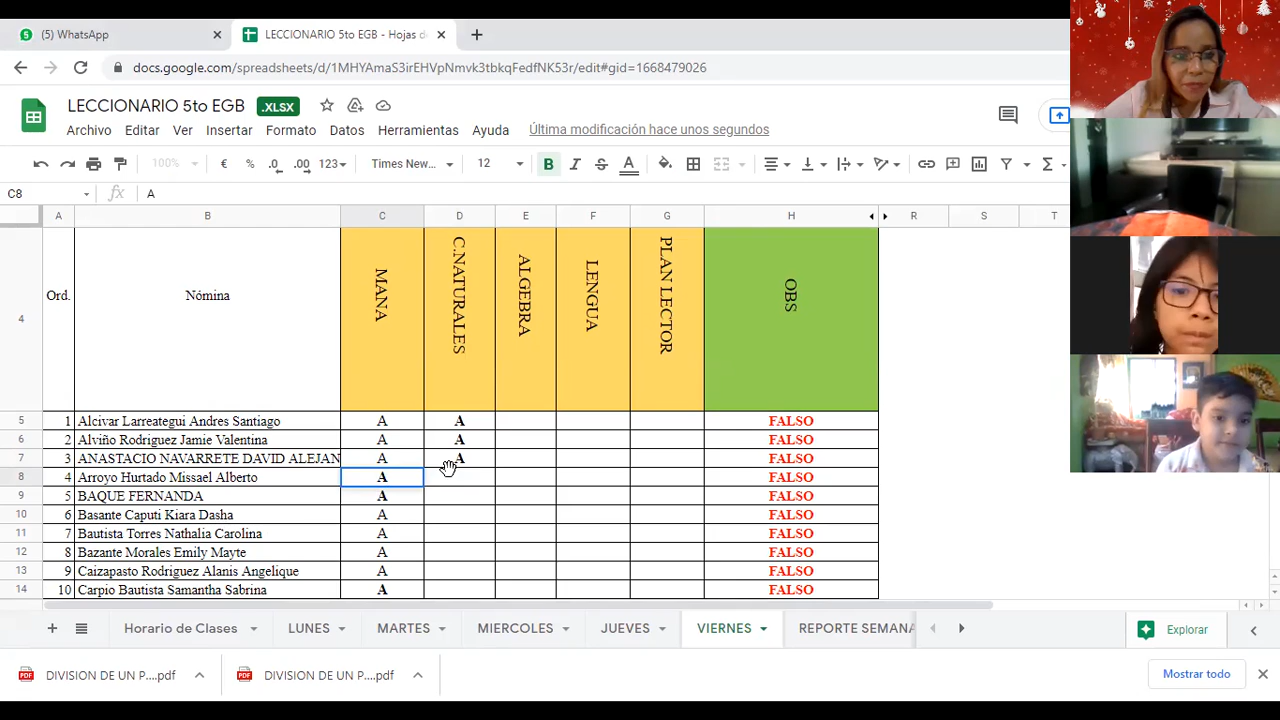 (5) WhatsApp
LECCIONARIO 5to EGB - Hojas de
docs.google.com/spreadsheets/d/1MHYAmaS3irEHVpNmvk3tbkqFedfNK53r/edit#gid=1668479026
LECCIONARIO 5to EGB .XLSX
Archivo Editar Ver Insertar Formato Datos Herramientas Ayuda Última modificación hace unos segundos
100% € % .0 .00 123 Times New... 12 B I S A
C8 fx A
A B C D E F G H R S T
4 Ord. Nómina MANA C.NATURALES ALGEBRA LENGUA PLAN LECTOR OBS
5 1 Alcivar Larreategui Andres Santiago A A FALSO
6 2 Alviño Rodriguez Jamie Valentina A A FALSO
7 3 ANASTACIO NAVARRETE DAVID ALEJAN A A FALSO
8 4 Arroyo Hurtado Missael Alberto A FALSO
9 5 BAQUE FERNANDA A FALSO
10 6 Basante Caputi Kiara Dasha A FALSO
11 7 Bautista Torres Nathalia Carolina A FALSO
12 8 Bazante Morales Emily Mayte A FALSO
13 9 Caizapasto Rodriguez Alanis Angelique A FALSO
14 10 Carpio Bautista Samantha Sabrina A FALSO
Horario de Clases LUNES MARTES MIERCOLES JUEVES VIERNES REPORTE SEMANA Explorar
DIVISION DE UN P....pdf DIVISION DE UN P....pdf Mostrar todo